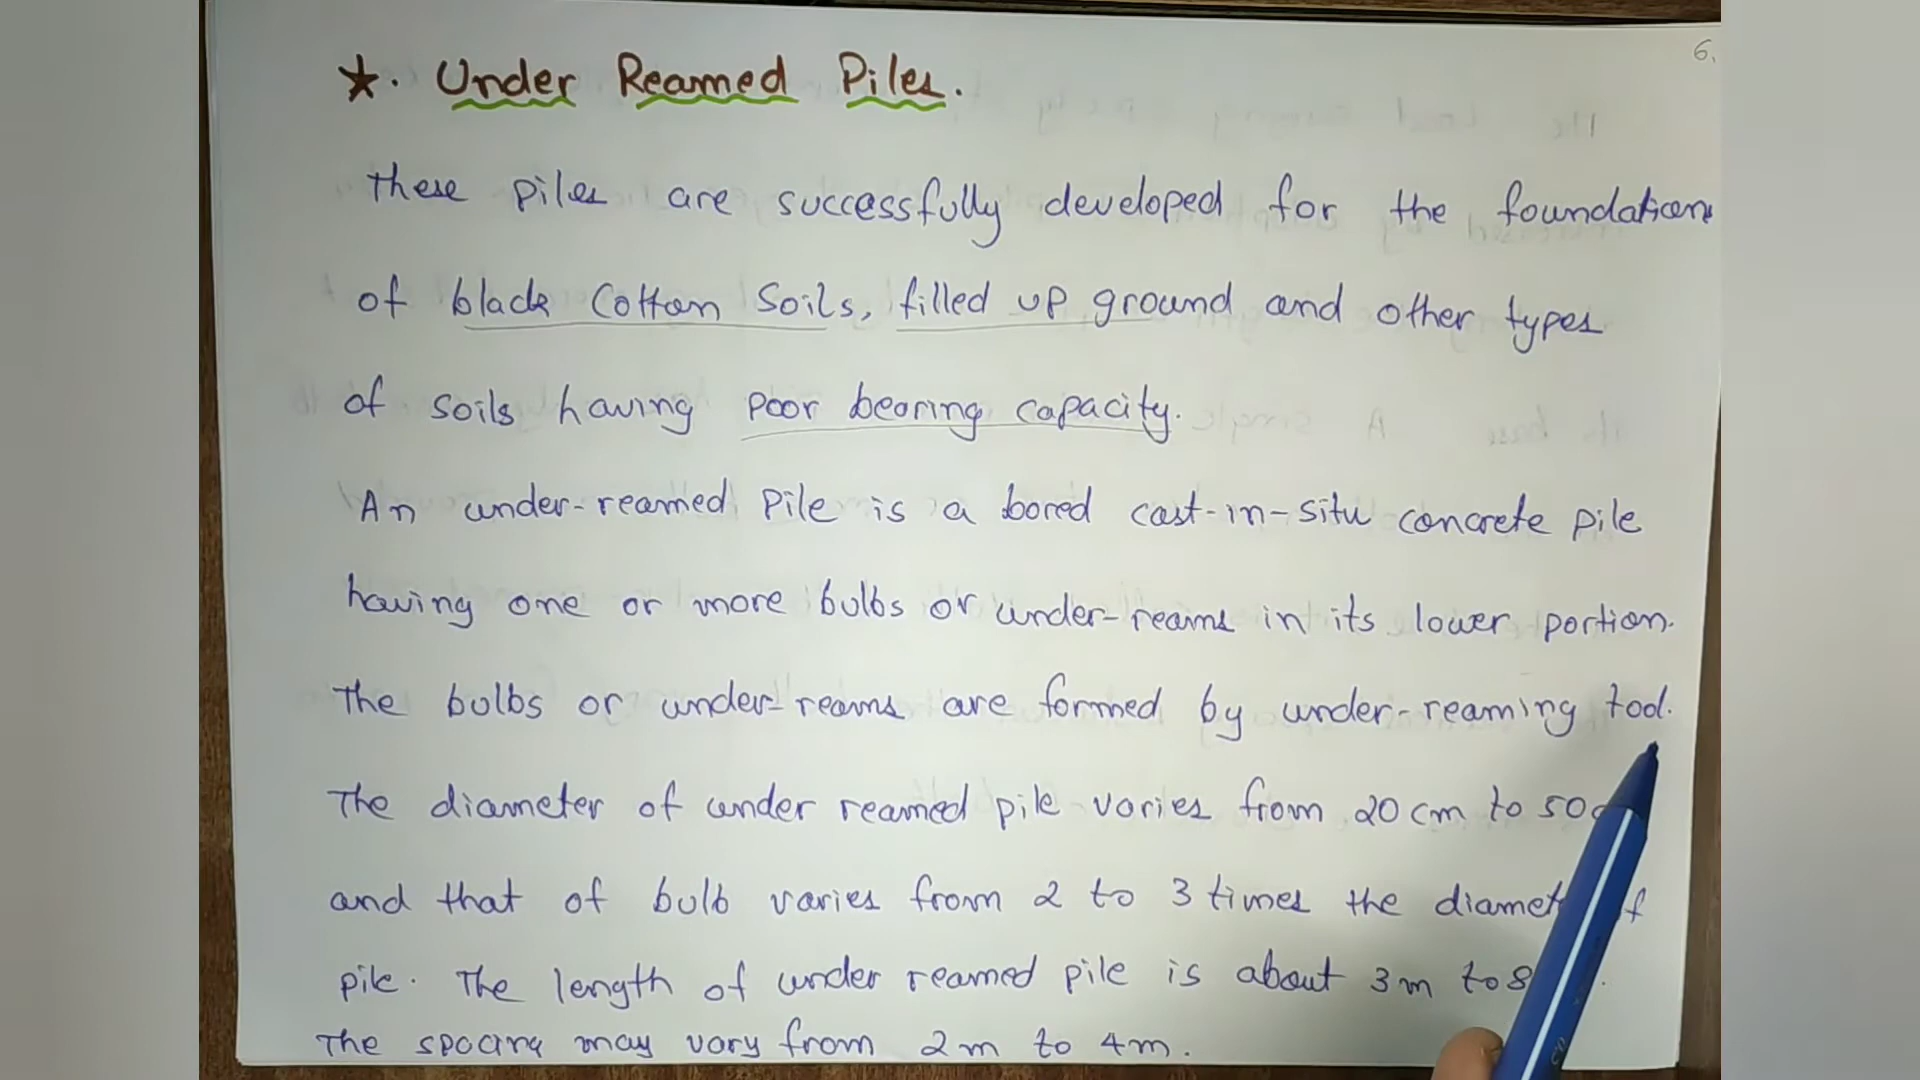 6.
★. Under Reamed Piles.
These piles are successfully developed for the foundations
of black Cotton Soils, filled up ground and other types
of soils having poor bearing capacity.
An under-reamed Pile is a bored cast-in-situ concrete pile
having one or more bulbs or under-reams in its lower portion.
The bulbs or under-reams are formed by under-reaming tool.
The diameter of under reamed pile varies from 20 cm to 50
and that of bulb varies from 2 to 3 times the
pile. The length of under reamed pile is about 3m to 8
The spacing may vary from 2m to 4m.